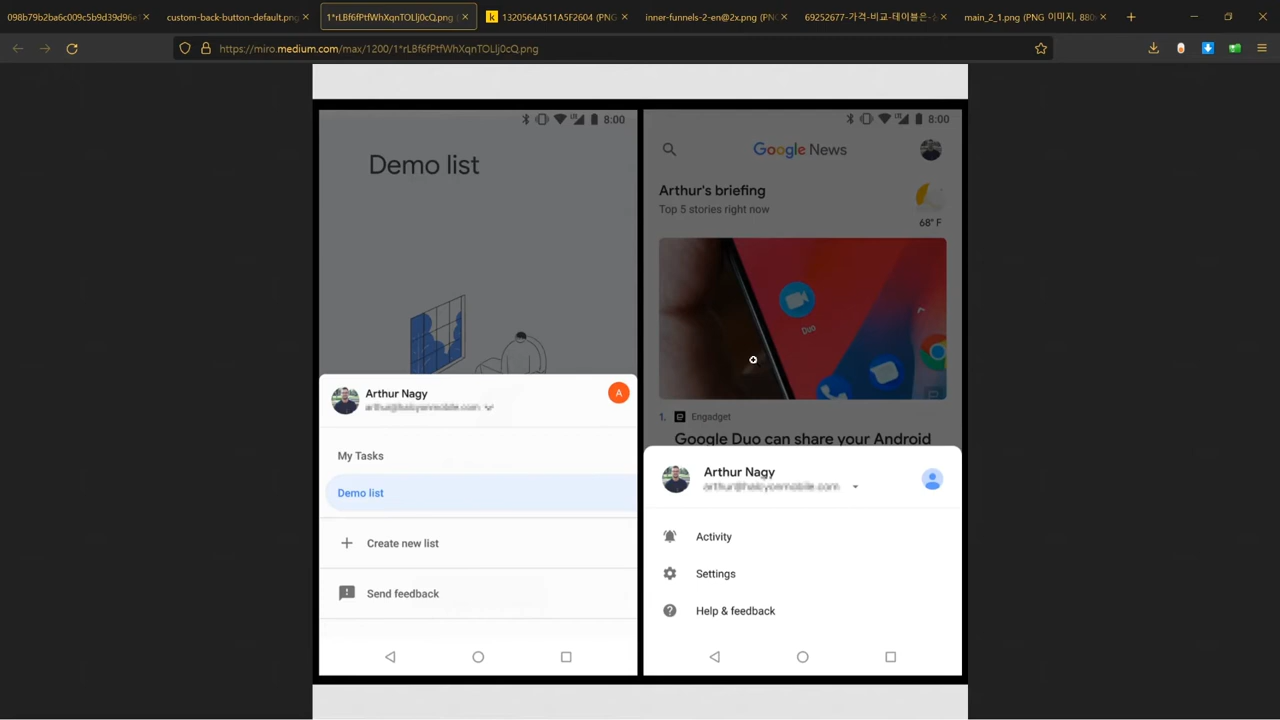 098b79b2ba6c009c5b9d39d96e
custom-back-button-default.png
1*rLBf6fPtfWhXqnTOLlj0cQ.png (
1320564A511A5F2604 (PNG
inner-funnels-2-en@2x.png (PNG
69252677-가격-비교-테이블은-
main_2_1.png (PNG 이미지, 880x
https://miro.medium.com/max/1200/1*rLBf6fPtfWhXqnTOLlj0cQ.png
8:00
Demo list
Arthur Nagy
A
My Tasks
Demo list
Create new list
Send feedback
8:00
Google News
Arthur's briefing
Top 5 stories right now
68° F
Duo
1. Engadget
Google Duo can share your Android
Arthur Nagy
Activity
Settings
Help & feedback